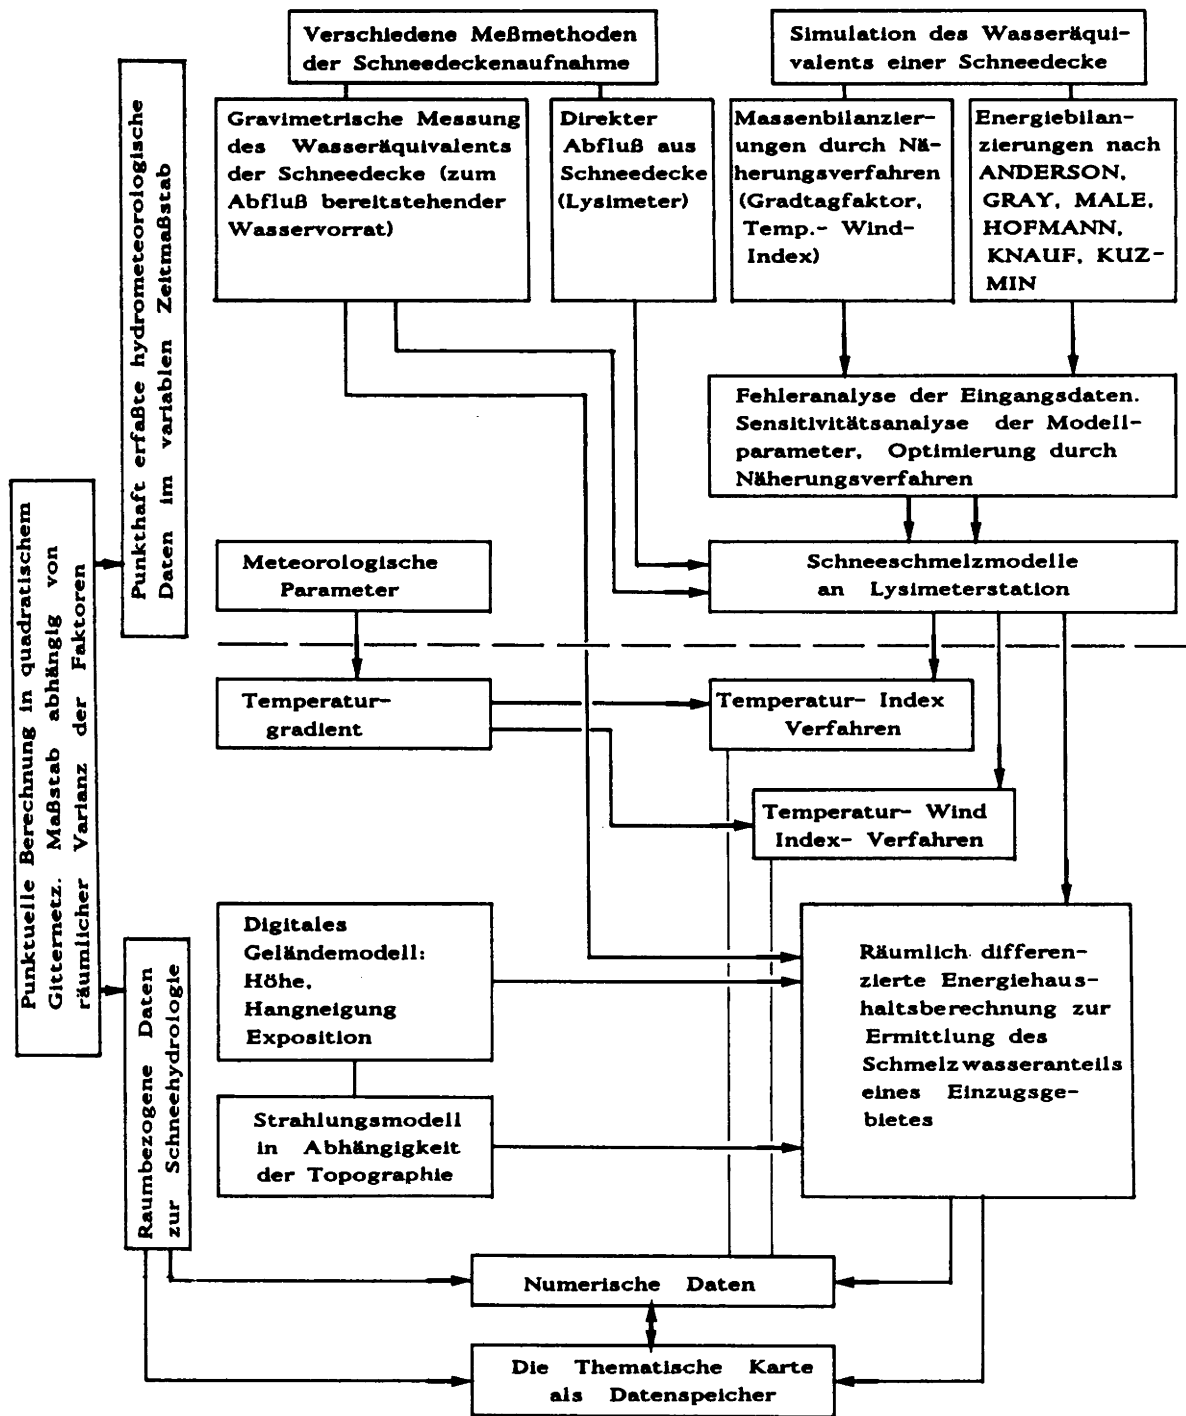 Verschiedene Meßmethoden
der Schneedeckenaufnahme
Simulation des Wasseräqui-
valents einer Schneedecke
Gravimetrische Messung
des Wasseräquivalents
der Schneedecke (zum
Abfluß bereitstehender
Wasservorrat)
Direkter
Abfluß aus
Schneedecke
(Lysimeter)
Massenbilanzier-
ungen durch Nä-
herungsverfahren
(Gradtagfaktor,
Temp.- Wind-
Index)
Energiebilan-
zierungen nach
ANDERSON,
GRAY, MALE,
HOFMANN,
KNAUF, KUZ-
MIN
Punkthaft erfaßte hydrometeorologische
Daten im variablen Zeitmaßstab
Fehleranalyse der Eingangsdaten.
Sensitivitätsanalyse der Modell-
parameter, Optimierung durch
Näherungsverfahren
Punktuelle Berechnung in quadratischem
Gitternetz. Maßstab abhängig von
räumlicher Varianz der Faktoren
Meteorologische
Parameter
Schneeschmelzmodelle
an Lysimeterstation
Temperatur-
gradient
Temperatur- Index
Verfahren
Temperatur- Wind
Index- Verfahren
Digitales
Geländemodell:
Höhe,
Hangneigung
Exposition
Räumlich differen-
zierte Energiehaus-
haltsberechnung zur
Ermittlung des
Schmelzwasseranteils
eines Einzugsge-
bietes
Raumbezogene Daten
zur Schneehydrologie
Strahlungsmodell
in Abhängigkeit
der Topographie
Numerische Daten
Die Thematische Karte
als Datenspeicher